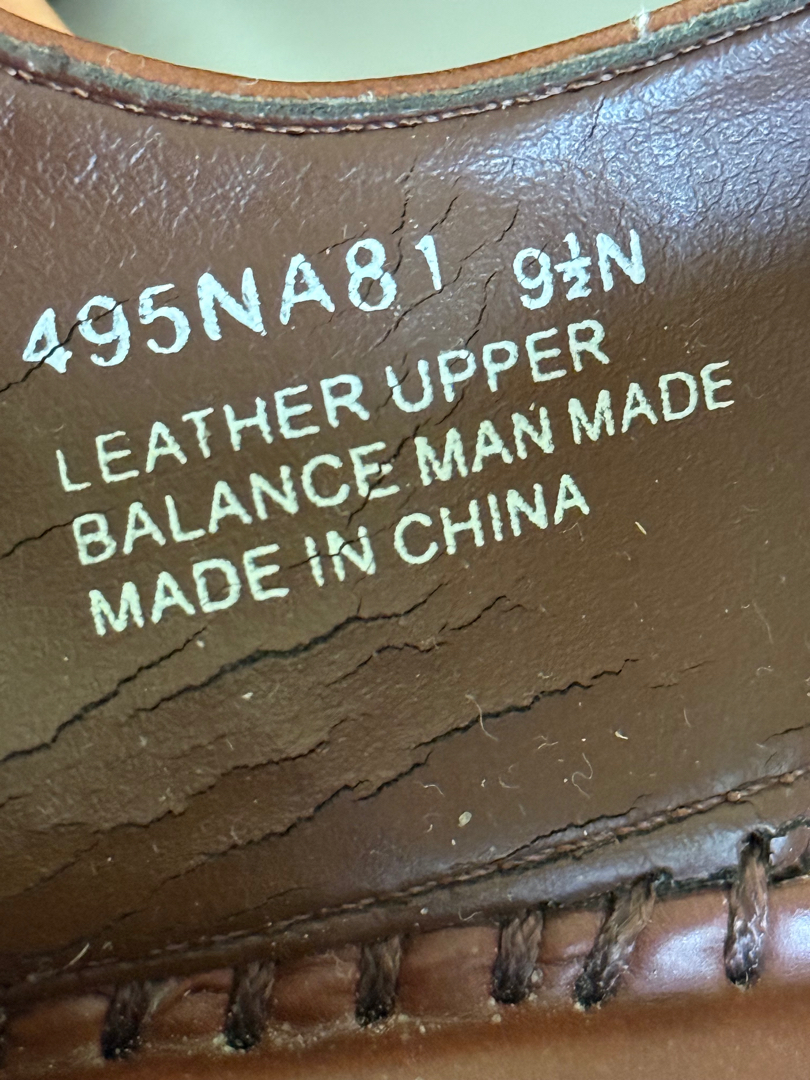 495NA81 9½N
LEATHER UPPER
BALANCE MAN MADE
MADE IN CHINA